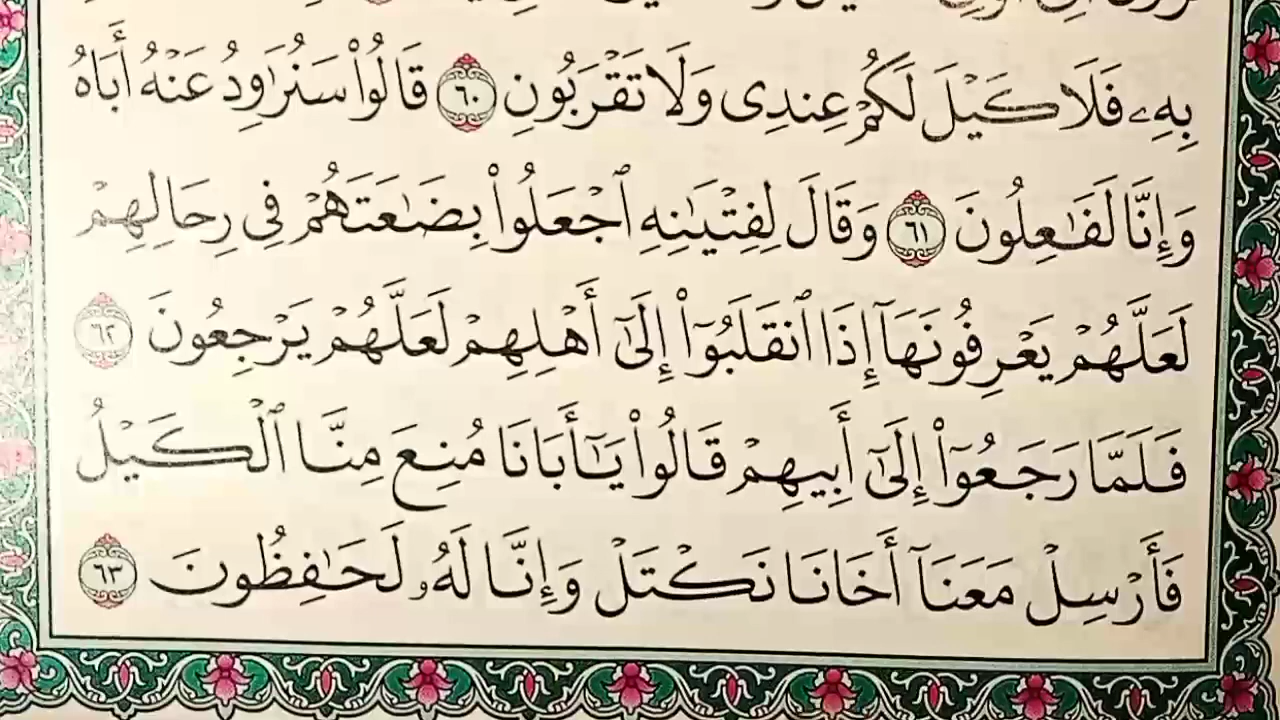 بِهِۦ فَلَا كَيْلَ لَكُمْ عِندِى وَلَا تَقْرَبُونِ ٦٠ قَالُوا۟ سَنُرَٰوِدُ عَنْهُ أَبَاهُ
وَإِنَّا لَفَٰعِلُونَ ٦١ وَقَالَ لِفِتْيَٰنِهِ ٱجْعَلُوا۟ بِضَٰعَتَهُمْ فِى رِحَالِهِمْ
لَعَلَّهُمْ يَعْرِفُونَهَآ إِذَا ٱنقَلَبُوٓا۟ إِلَىٰٓ أَهْلِهِمْ لَعَلَّهُمْ يَرْجِعُونَ ٦٢
فَلَمَّا رَجَعُوٓا۟ إِلَىٰٓ أَبِيهِمْ قَالُوا۟ يَٰٓأَبَانَا مُنِعَ مِنَّا ٱلْكَيْلُ
فَأَرْسِلْ مَعَنَآ أَخَانَا نَكْتَلْ وَإِنَّا لَهُۥ لَحَٰفِظُونَ ٦٣